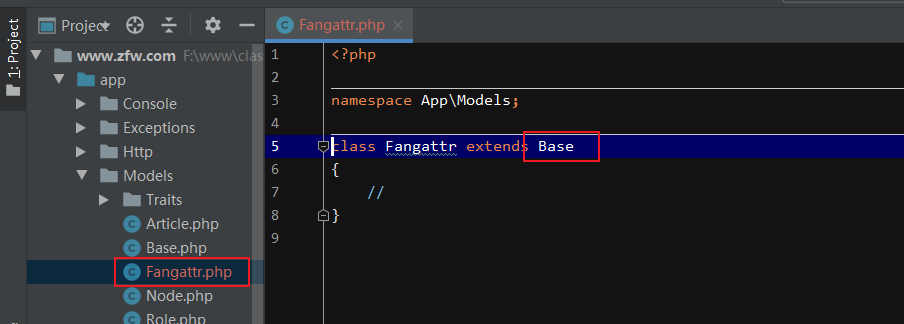 1: Project
Project
www.zfw.com F:\www\clas
app
Console
Exceptions
Http
Models
Traits
Article.php
Base.php
Fangattr.php
Node.php
Role.php
Fangattr.php
1 <?php
2
3 namespace App\Models;
4
5 class Fangattr extends Base
6 {
7 //
8 }
9